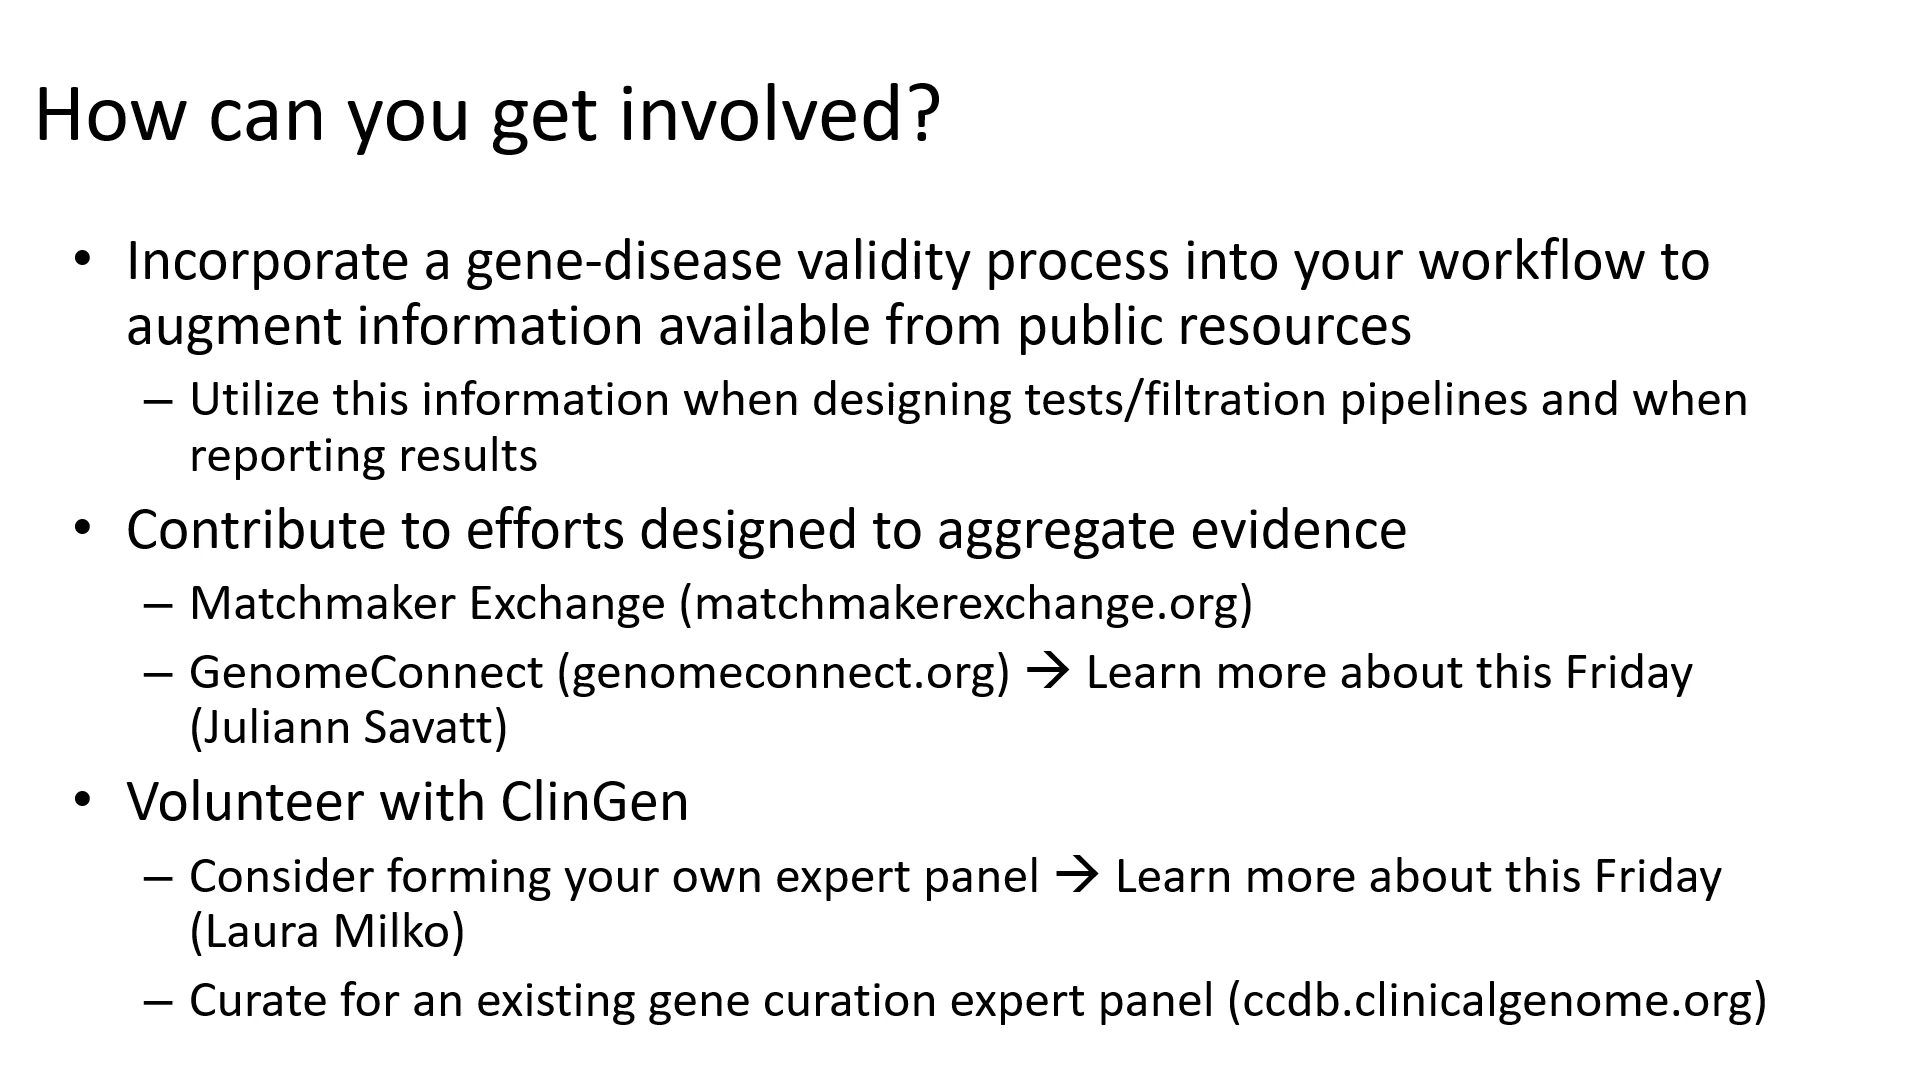 How can you get involved?
• Incorporate a gene-disease validity process into your workflow to
augment information available from public resources
– Utilize this information when designing tests/filtration pipelines and when
reporting results
• Contribute to efforts designed to aggregate evidence
– Matchmaker Exchange (matchmakerexchange.org)
– GenomeConnect (genomeconnect.org) → Learn more about this Friday
(Juliann Savatt)
• Volunteer with ClinGen
– Consider forming your own expert panel → Learn more about this Friday
(Laura Milko)
– Curate for an existing gene curation expert panel (ccdb.clinicalgenome.org)